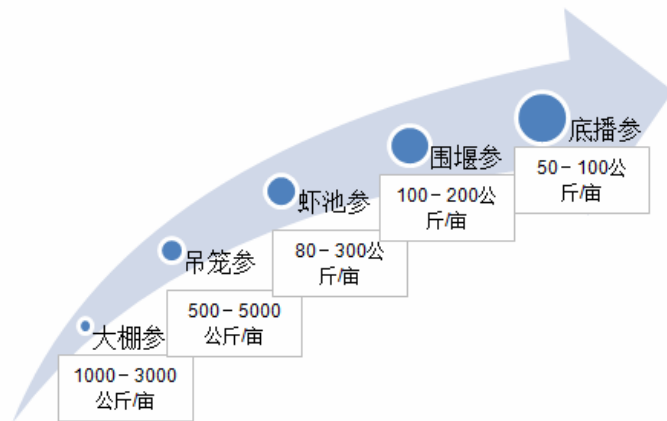 底播参
50-100公
斤/亩
围堰参
100-200公
斤/亩
虾池参
80-300公
斤/亩
吊笼参
500-5000
公斤/亩
大棚参
1000-3000
公斤/亩